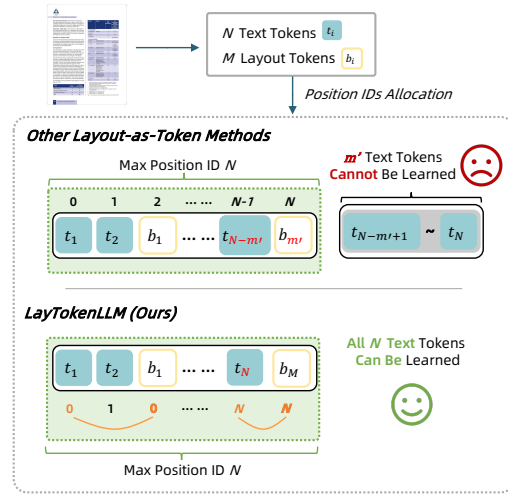 N Text Tokens t_i
M Layout Tokens b_i
Position IDs Allocation
Other Layout-as-Token Methods
Max Position ID N
m′ Text Tokens
Cannot Be Learned
0 1 2 ... ... N-1 N
t_1 t_2 b_1 ... ... t_{N-m′} b_{m′} t_{N-m′+1} ~ t_N
LayTokenLLM (Ours)
All N Text Tokens
Can Be Learned
t_1 t_2 b_1 ... ... t_N b_M
0 1 0 ... ... N N
Max Position ID N